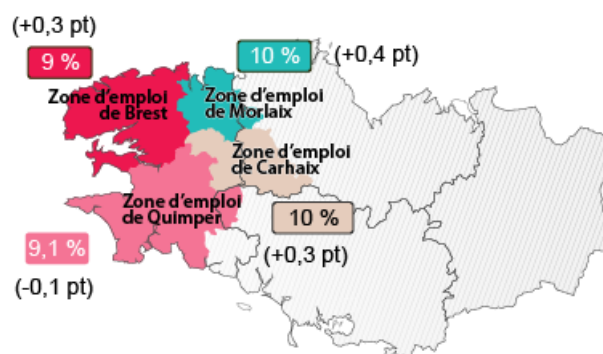 (+0,3 pt)
9 %
10 %
(+0,4 pt)
Zone d'emploi
de Brest
Zone d'emploi
de Morlaix
Zone d'emploi
de Carhaix
Zone d'emploi
de Quimper
10 %
(+0,3 pt)
9,1 %
(-0,1 pt)